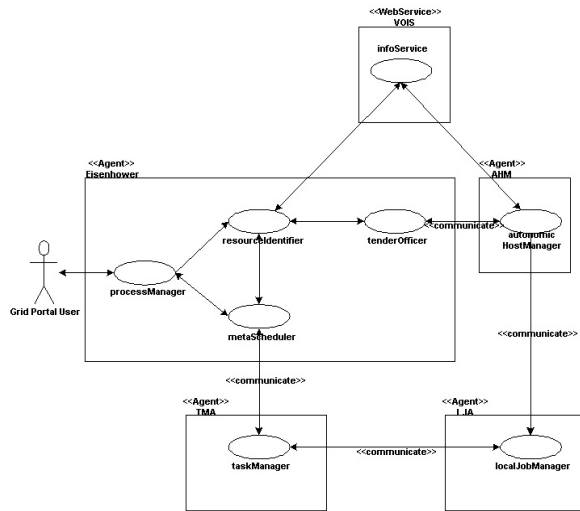 <<WebService>>
VOIS
infoService
<<Agent>>
Eisenhower
<<Agent>>
AHM
resourceIdentifier
tenderOfficer
<<communicate>>
autonomic
HostManager
Grid Portal User
processManager
metaScheduler
<<communicate>>
<<communicate>>
<<Agent>>
TMA
<<Agent>>
LJA
taskManager
<<communicate>>
localJobManager